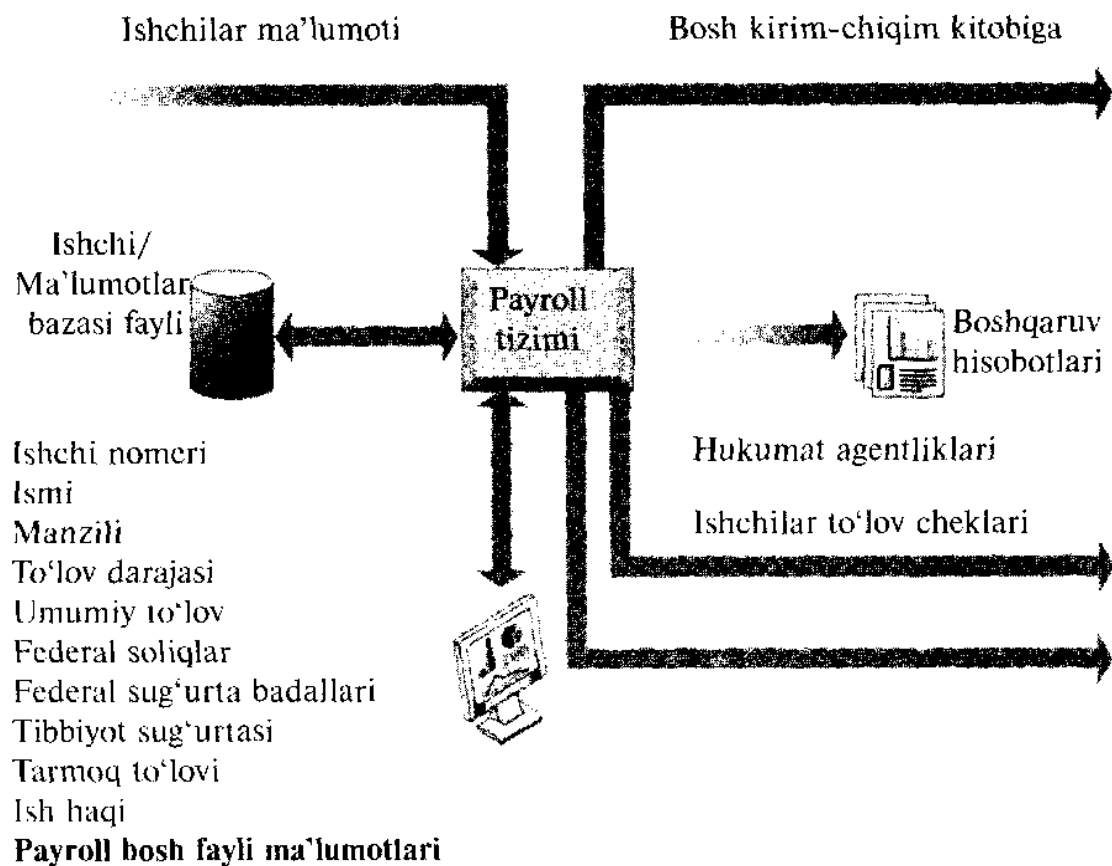 Ishchilar ma'lumoti
Bosh kirim-chiqim kitobiga
Ishchi/
Ma'lumotlar
bazasi fayli
Payroll
tizimi
Boshqaruv
hisobotlari
Hukumat agentliklari
Ishchilar to‘lov cheklari
Ishchi nomeri
Ismi
Manzili
To‘lov darajasi
Umumiy to‘lov
Federal soliqlar
Federal sug‘urta badallari
Tibbiyot sug‘urtasi
Tarmoq to‘lovi
Ish haqi
Payroll bosh fayli ma'lumotlari